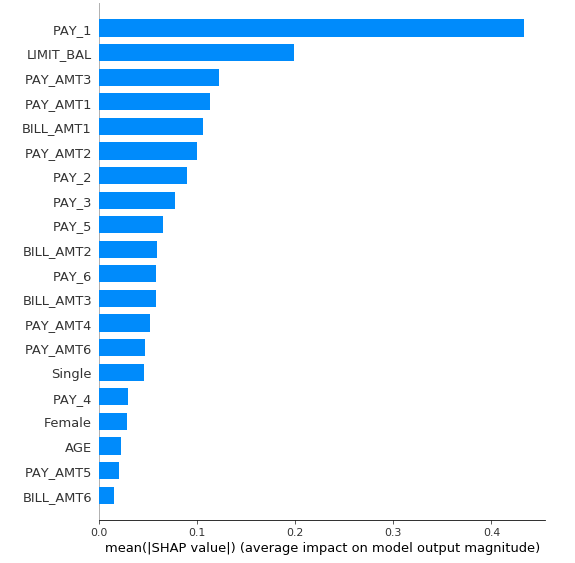 PAY_1
LIMIT_BAL
PAY_AMT3
PAY_AMT1
BILL_AMT1
PAY_AMT2
PAY_2
PAY_3
PAY_5
BILL_AMT2
PAY_6
BILL_AMT3
PAY_AMT4
PAY_AMT6
Single
PAY_4
Female
AGE
PAY_AMT5
BILL_AMT6
0.0 0.1 0.2 0.3 0.4
mean(|SHAP value|) (average impact on model output magnitude)